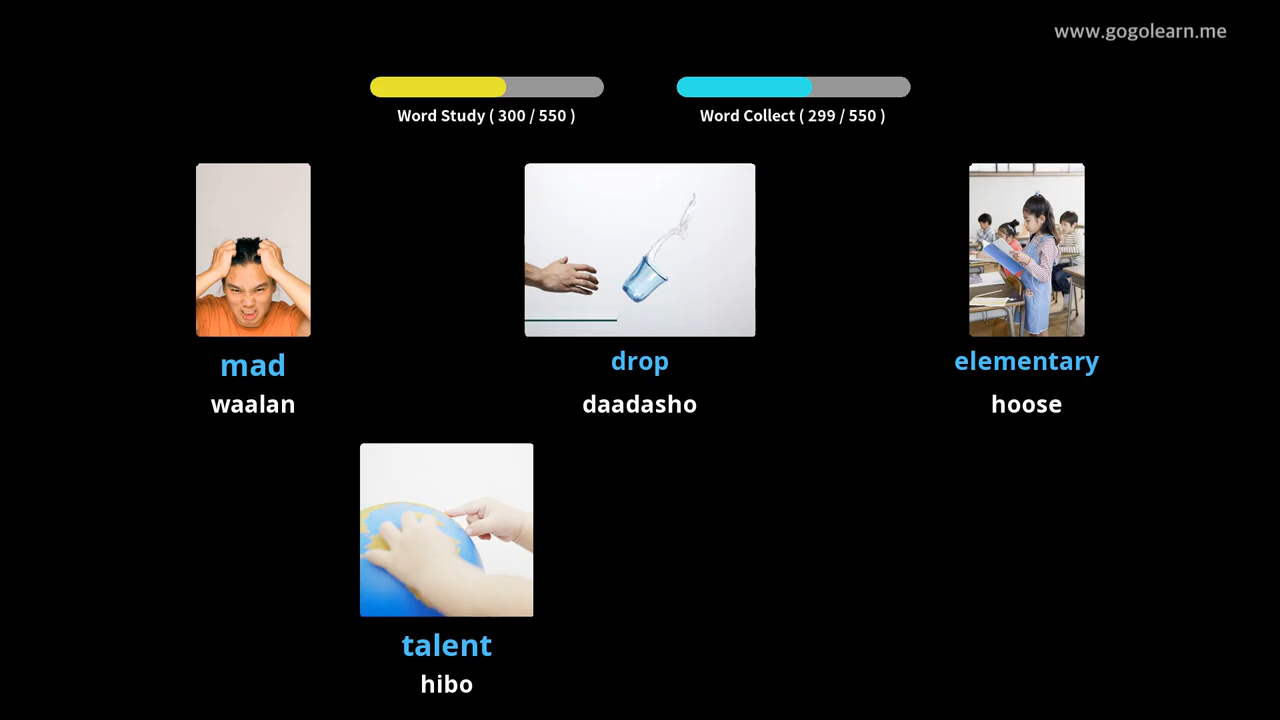 www.gogolearn.me
Word Study ( 300 / 550 )
Word Collect ( 299 / 550 )
mad
waalan
drop
daadasho
elementary
hoose
talent
hibo